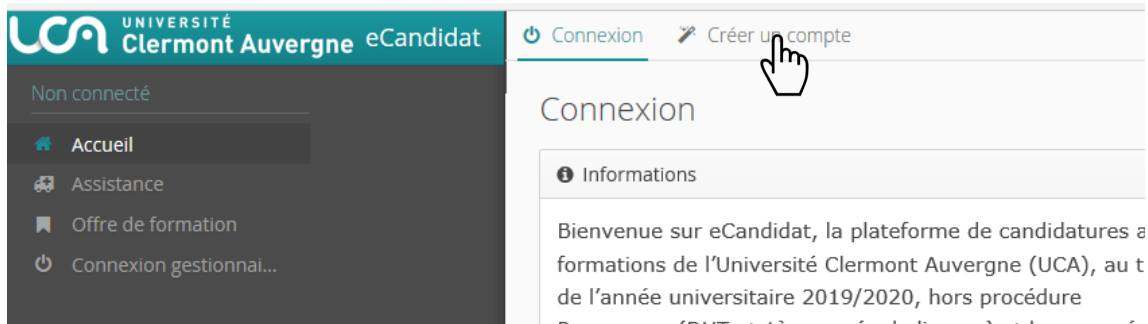 UNIVERSITÉ
Clermont Auvergne eCandidat
Non connecté
Accueil
Assistance
Offre de formation
Connexion gestionnai...
Connexion
Créer un compte
Connexion
Informations
Bienvenue sur eCandidat, la plateforme de candidatures a
formations de l'Université Clermont Auvergne (UCA), au t
de l'année universitaire 2019/2020, hors procédure